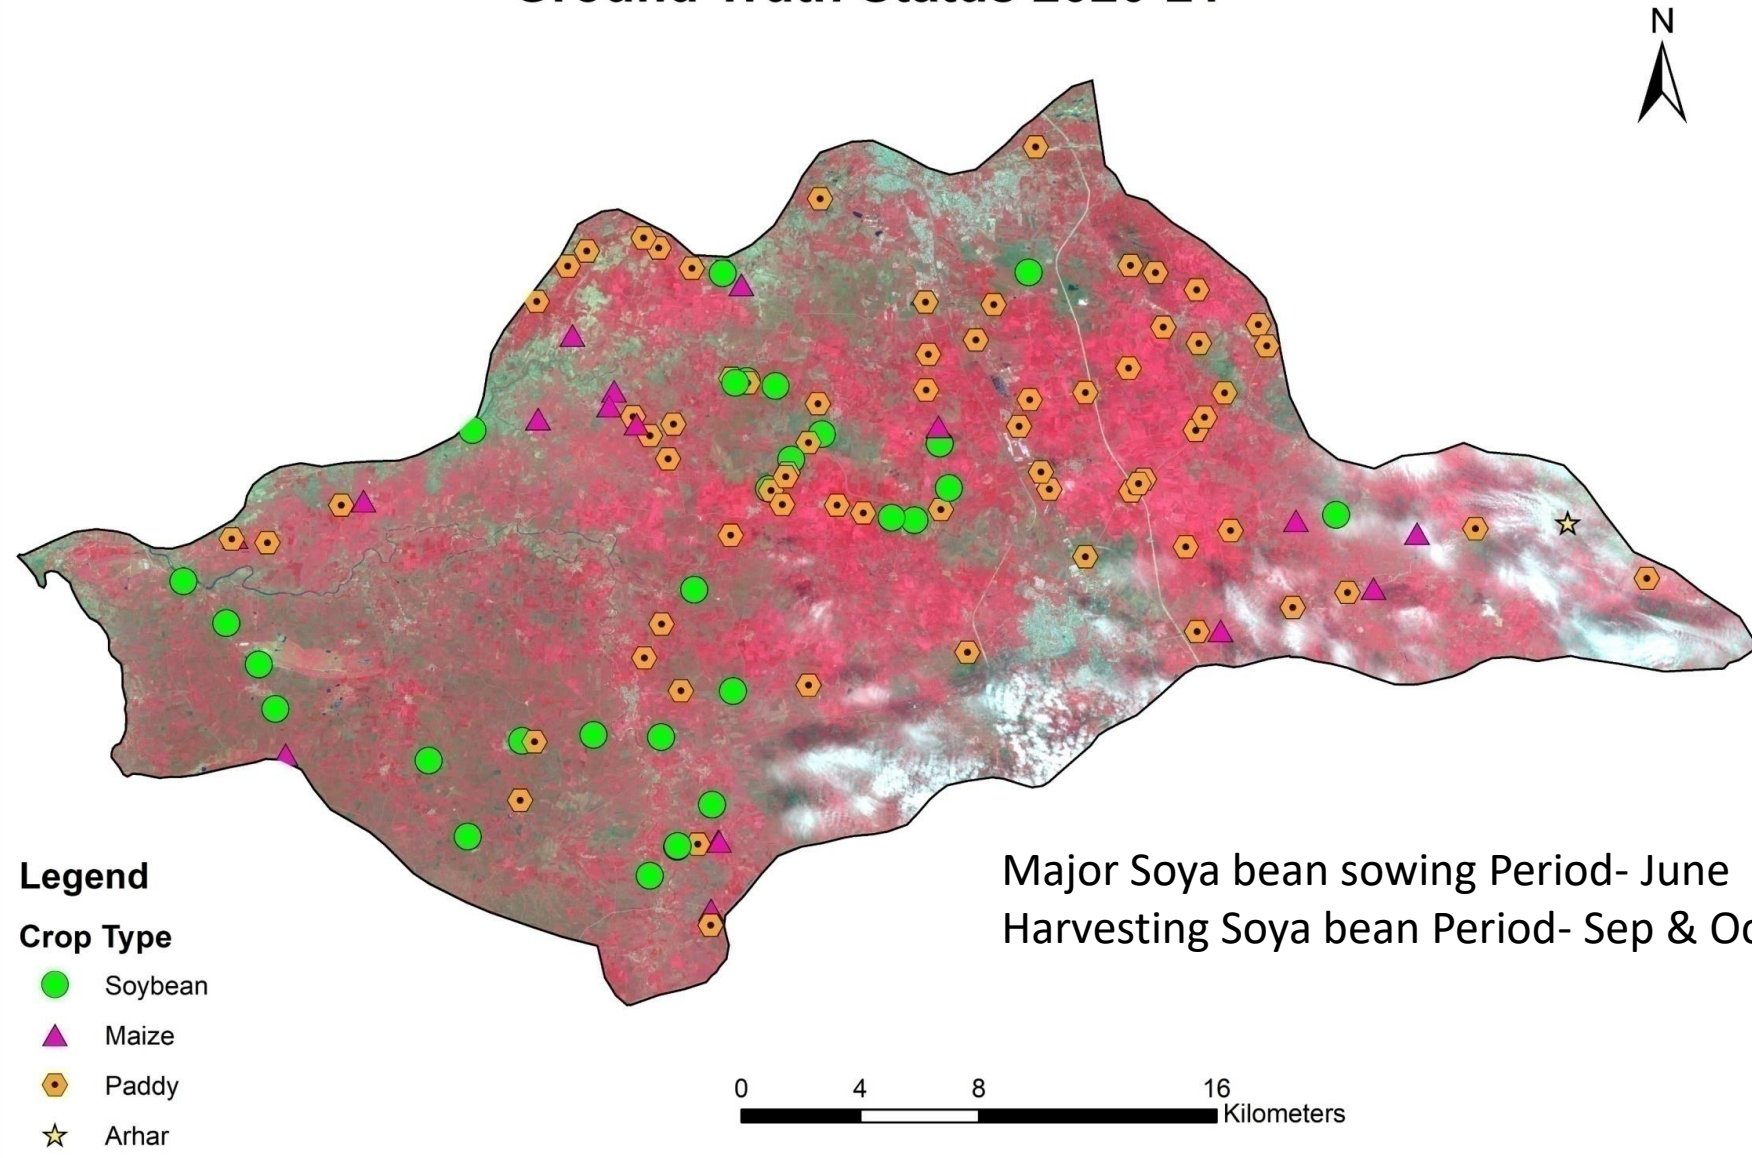 N
Legend
Crop Type
Soybean
Maize
Paddy
Arhar
Major Soya bean sowing Period- June
Harvesting Soya bean Period- Sep &
0 4 8 16
Kilometers